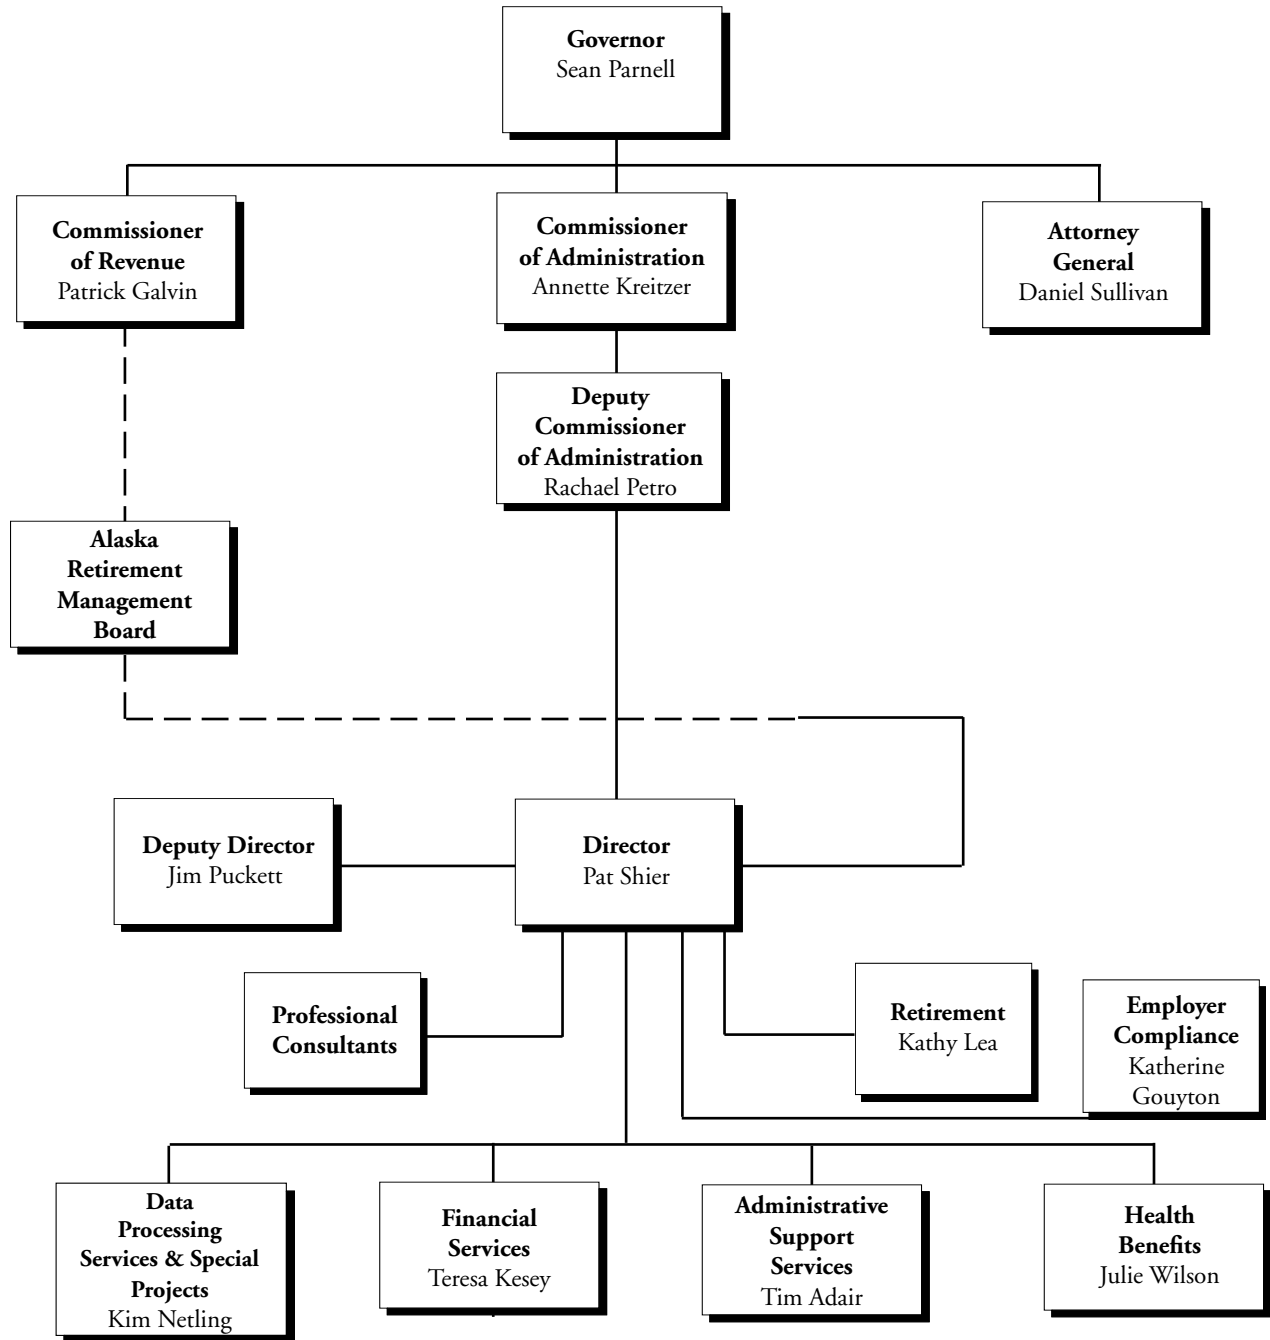 Governor
Sean Parnell
Commissioner
of Revenue
Patrick Galvin
Commissioner
of Administration
Annette Kreitzer
Attorney
General
Daniel Sullivan
Deputy
Commissioner
of Administration
Rachael Petro
Alaska
Retirement
Management
Board
Deputy Director
Jim Puckett
Director
Pat Shier
Professional
Consultants
Retirement
Kathy Lea
Employer
Compliance
Katherine
Gouyton
Data
Processing
Services & Special
Projects
Kim Netling
Financial
Services
Teresa Kesey
Administrative
Support
Services
Tim Adair
Health
Benefits
Julie Wilson